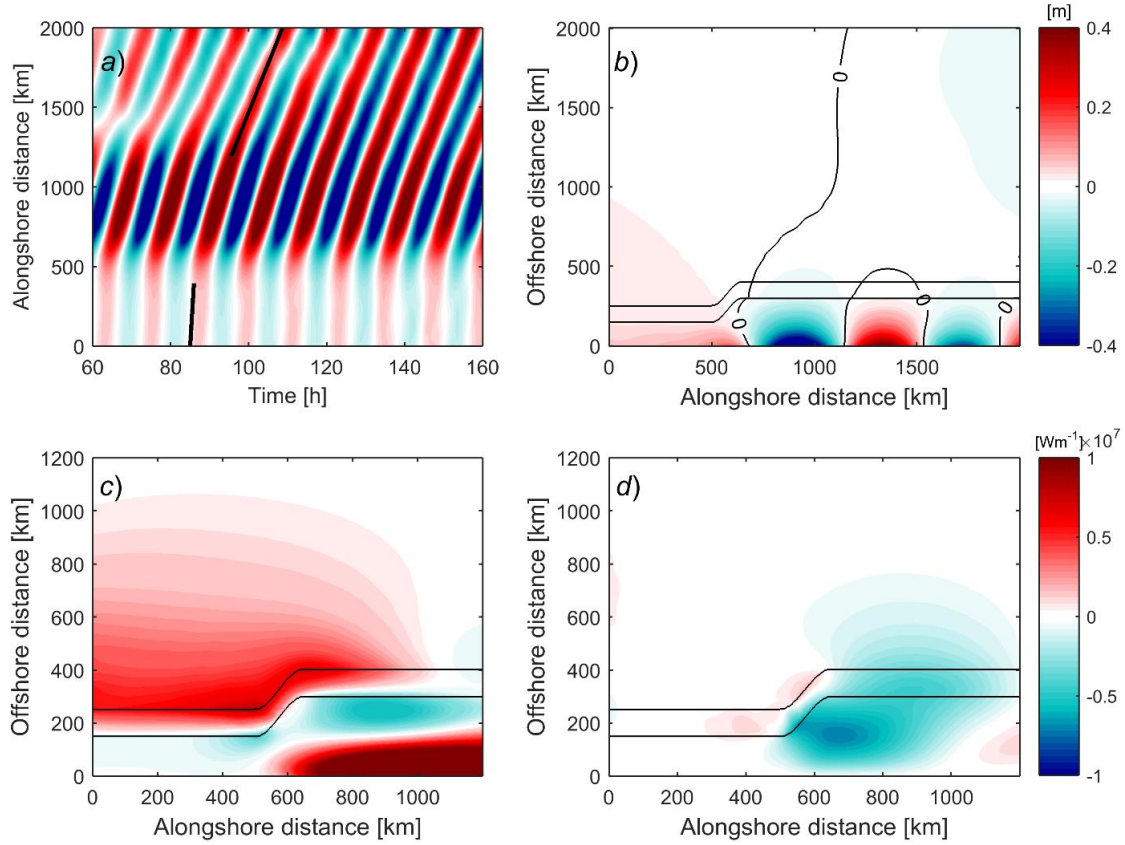 [m]
a)
b)
2000
1500
1000
500
0
Alongshore distance [km]
60 80 100 120 140 160
Time [h]
2000
1500
1000
500
0
Offshore distance [km]
0
0
0
0
0
0 500 1000 1500
Alongshore distance [km]
0.4
0.2
0
-0.2
-0.4
c)
1200
1000
800
600
400
200
0
Offshore distance [km]
0 200 400 600 800 1000
Alongshore distance [km]
d)
1200
1000
800
600
400
200
0
Offshore distance [km]
0 200 400 600 800 1000
Alongshore distance [km]
[Wm⁻¹]×10⁷
1
0.5
0
-0.5
-1